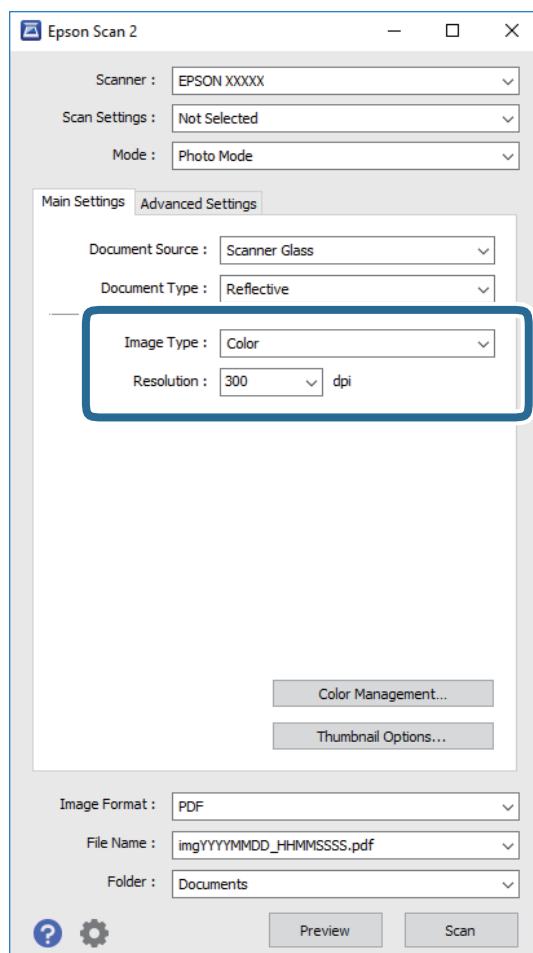 Epson Scan 2
Scanner : EPSON XXXXX
Scan Settings : Not Selected
Mode : Photo Mode
Main Settings Advanced Settings
Document Source : Scanner Glass
Document Type : Reflective
Image Type : Color
Resolution : 300 dpi
Color Management...
Thumbnail Options...
Image Format : PDF
File Name : imgYYYYMMDD_HHMMSSSS.pdf
Folder : Documents
? Preview Scan